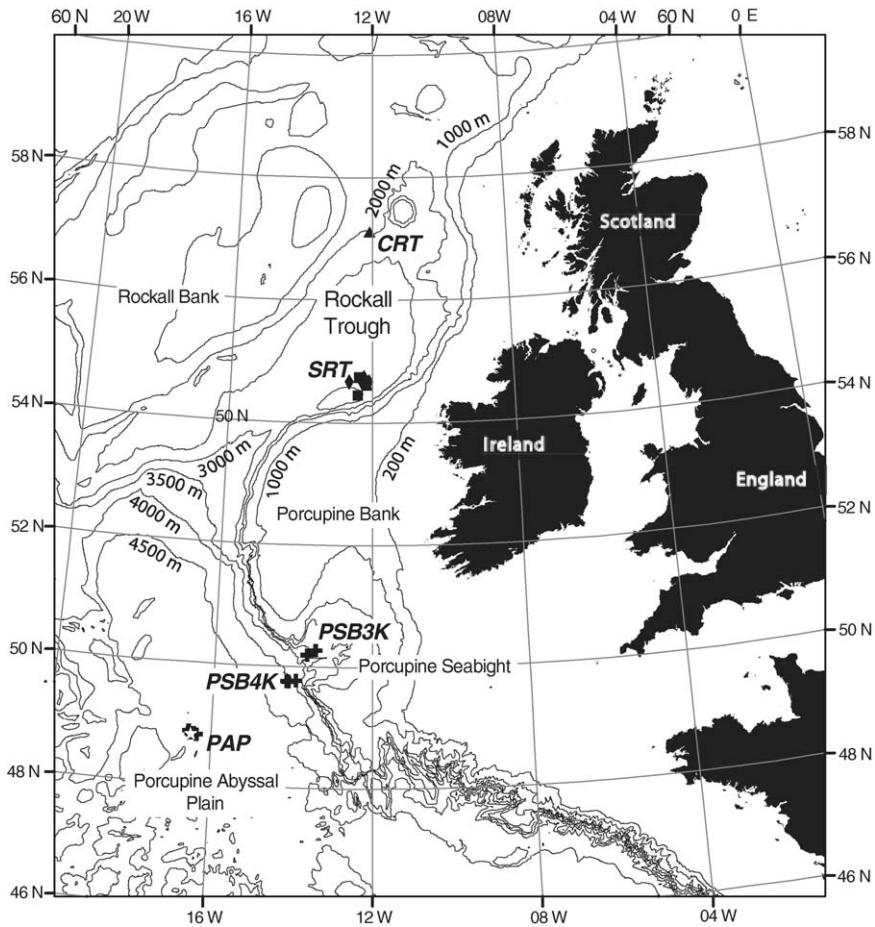 60 N 20 W 16 W 12 W 08W 04 W 60 N 0 E
58 N
1000 m
58 N
2000 m
Scotland
CRT
56 N
56 N
Rockall Bank
Rockall
Trough
SRT
54 N
54 N
50 N
3000 m
1000 m
200 m
Ireland
England
3500 m
4000 m
Porcupine Bank
52 N
52 N
4500 m
PSB3K
50 N
50 N
Porcupine Seabight
PSB4K
PAP
48 N
48 N
Porcupine Abyssal
Plain
46 N
46 N
16 W 12 W 08 W 04 W